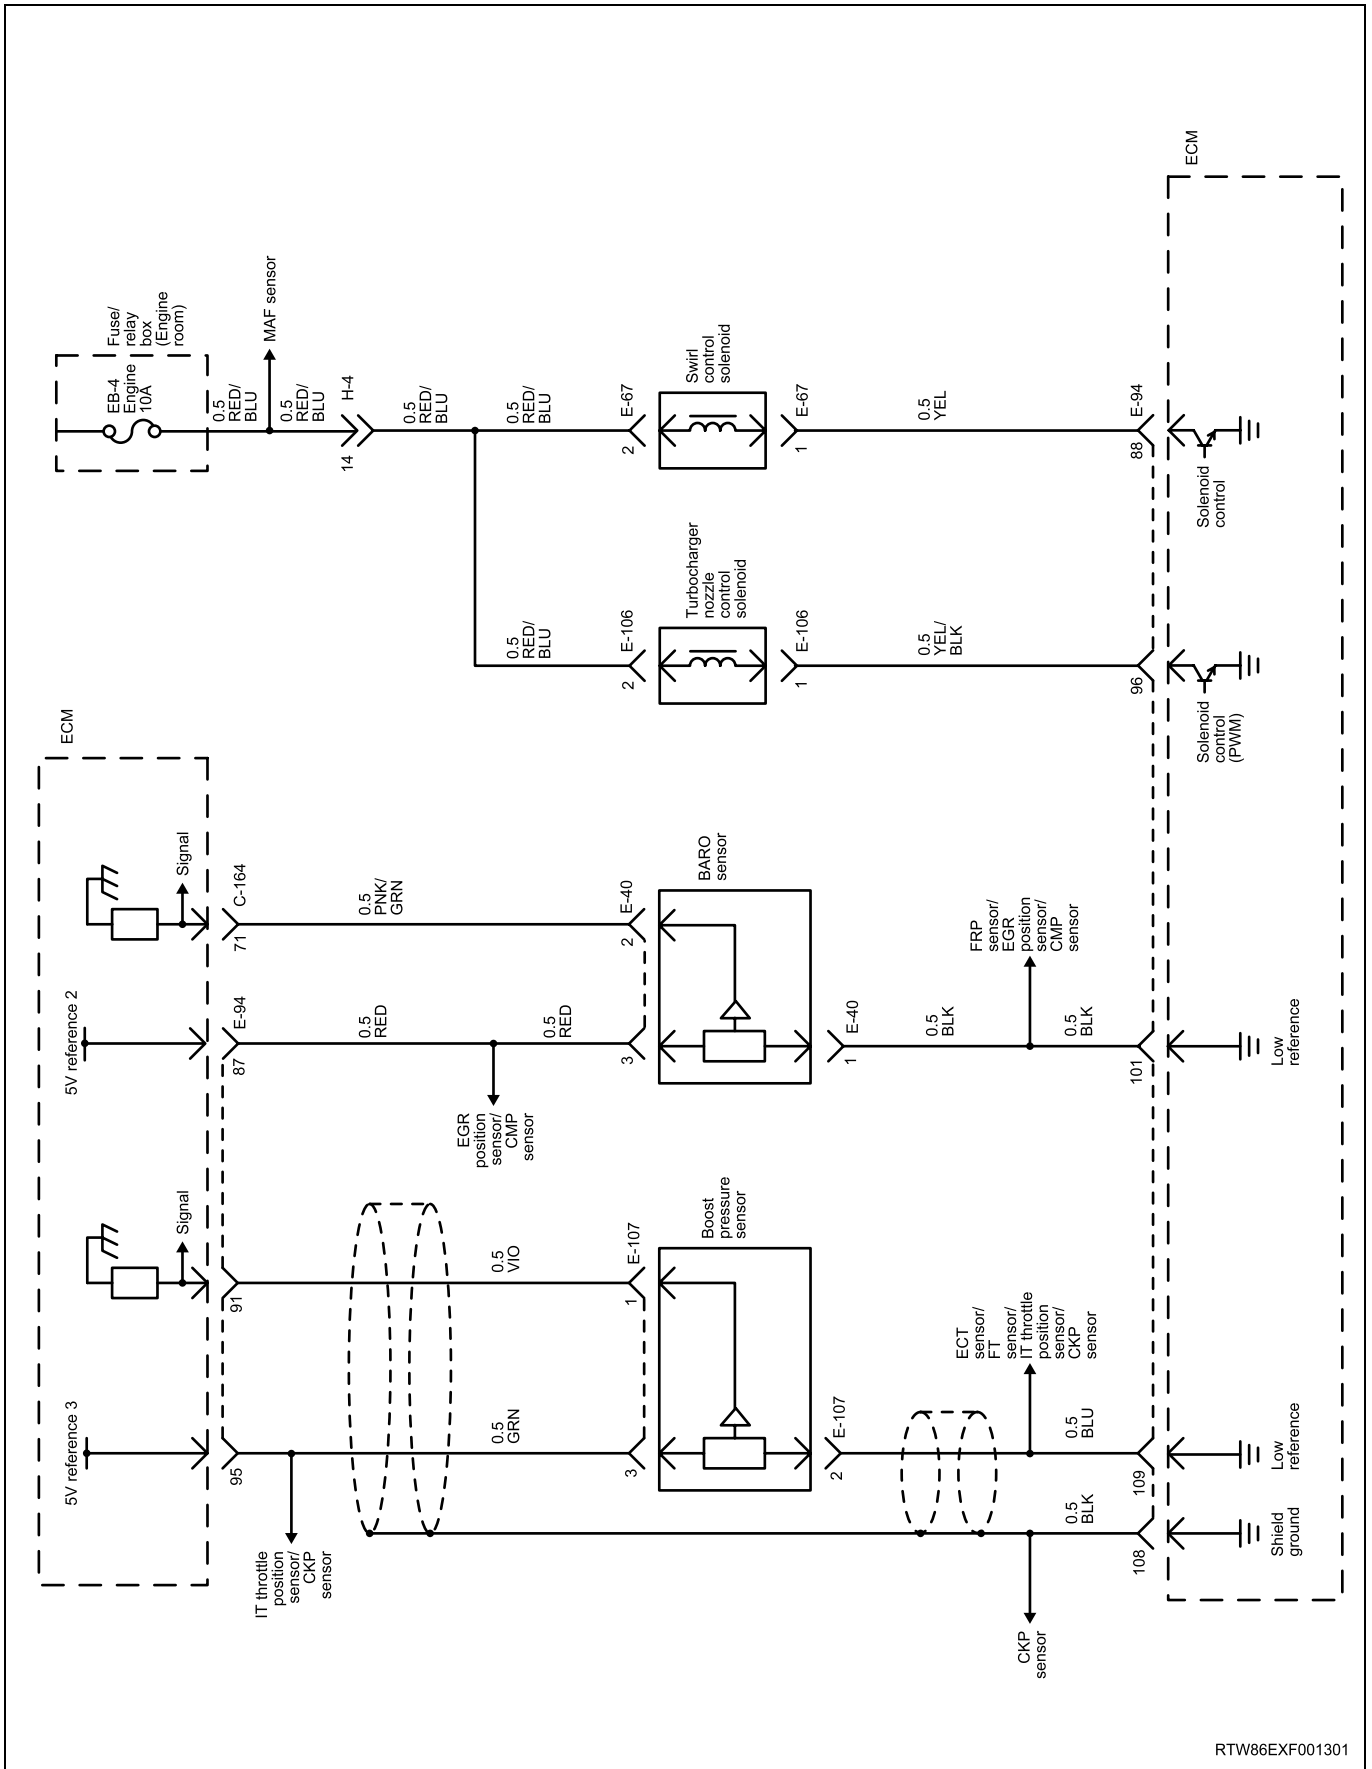 ECM
5V reference 3
Signal
5V reference 2
Signal
95
91
87
E-94
71
C-164
IT throttle
position
sensor/
CKP
sensor
0.5
GRN
0.5
VIO
EGR
position
sensor/
CMP
sensor
0.5
RED
0.5
RED
0.5
PNK/
GRN
3
1
E-107
3
2
E-40
Boost
pressure
sensor
BARO
sensor
2
E-107
1
E-40
ECT
sensor/
FT
sensor/
IT throttle
position
sensor/
CKP
sensor
FRP
sensor/
EGR
position
sensor/
CMP
sensor
CKP
sensor
0.5
BLK
0.5
BLU
0.5
BLK
0.5
BLK
108
109
101
Shield
ground
Low
reference
Low
reference
EB-4
Engine
10A
Fuse/
relay
box
(Engine
room)
0.5
RED/
BLU
MAF sensor
0.5
RED/
BLU
14
H-4
0.5
RED/
BLU
0.5
RED/
BLU
0.5
RED/
BLU
2
E-106
2
E-67
Turbocharger
nozzle
control
solenoid
Swirl
control
solenoid
1
E-106
1
E-67
0.5
YEL/
BLK
0.5
YEL
96
88
E-94
ECM
Solenoid
control
(PWM)
Solenoid
control
RTW86EXF001301